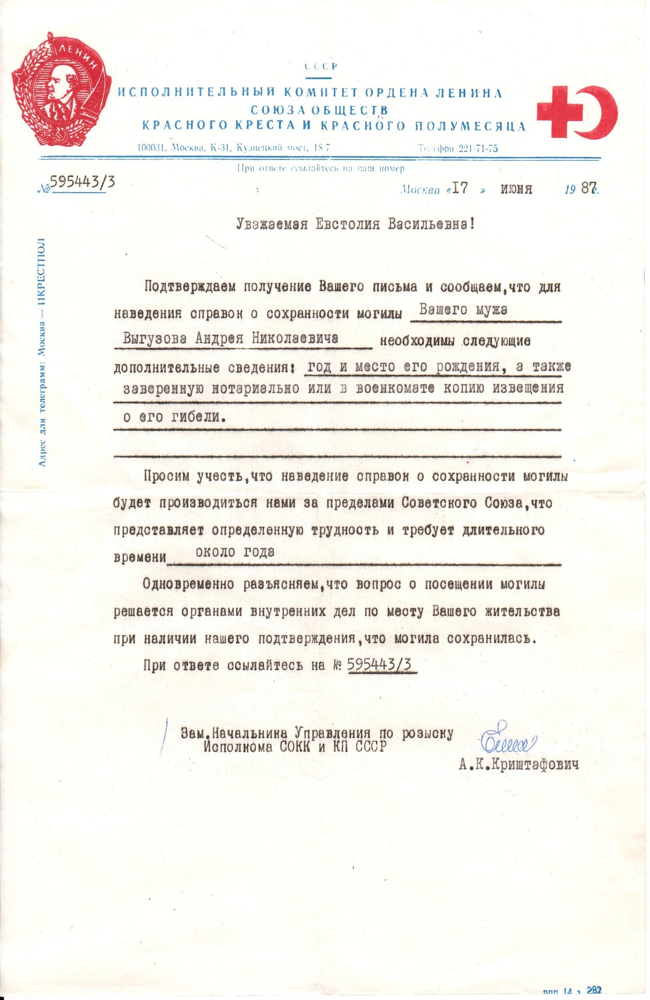 ЛЕНИН
СССР
ИСПОЛНИТЕЛЬНЫЙ КОМИТЕТ ОРДЕНА ЛЕНИНА
СОЮЗА ОБЩЕСТВ
КРАСНОГО КРЕСТА И КРАСНОГО ПОЛУМЕСЯЦА
100031, Москва, К-31, Кузнецкий мост, 18/7 Телефон 221-71-75
При ответе ссылайтесь на наш номер
№ 595443/3 Москва «17» июня 1987г.
Адрес для телеграмм: Москва — ИКРЕСТПОЛ
Уважаемая Евстолия Васильевна!
Подтверждаем получение Вашего письма и сообщаем,что для
наведения справок о сохранности могилы Вашего мужа
Выгузова Андрея Николаевича необходимы следующие
дополнительные сведения: год и место его рождения, а также
заверенную нотариально или в военкомате копию извещения
о его гибели.
Просим учесть,что наведение справок о сохранности могилы
будет производиться нами за пределами Советского Союза,что
представляет определенную трудность и требует длительного
времени около года
Одновременно разъясняем,что вопрос о посещении могилы
решается органами внутренних дел по месту Вашего жительства
при наличии нашего подтверждения,что могила сохранилась.
При ответе ссылайтесь на № 595443/3
Зам.Начальника Управления по розыску
Исполкома СОКК и КП СССР
А.К.Криштафович
РПП 14 з. 282